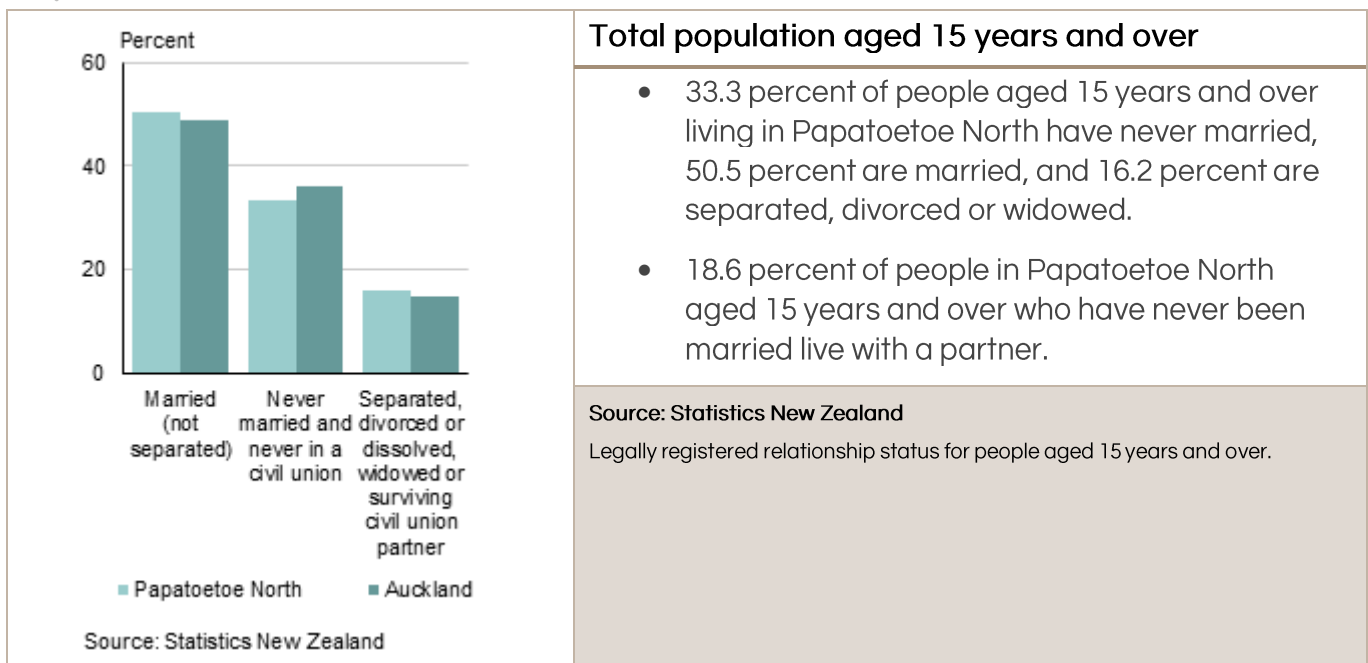 Percent
60
40
20
0
Married
(not
separated)
Never
married and
never in a
civil union
Separated,
divorced or
dissolved,
widowed or
surviving
civil union
partner
Papatoetoe North
Auckland
Source: Statistics New Zealand
Total population aged 15 years and over
• 33.3 percent of people aged 15 years and over
living in Papatoetoe North have never married,
50.5 percent are married, and 16.2 percent are
separated, divorced or widowed.
• 18.6 percent of people in Papatoetoe North
aged 15 years and over who have never been
married live with a partner.
Source: Statistics New Zealand
Legally registered relationship status for people aged 15 years and over.